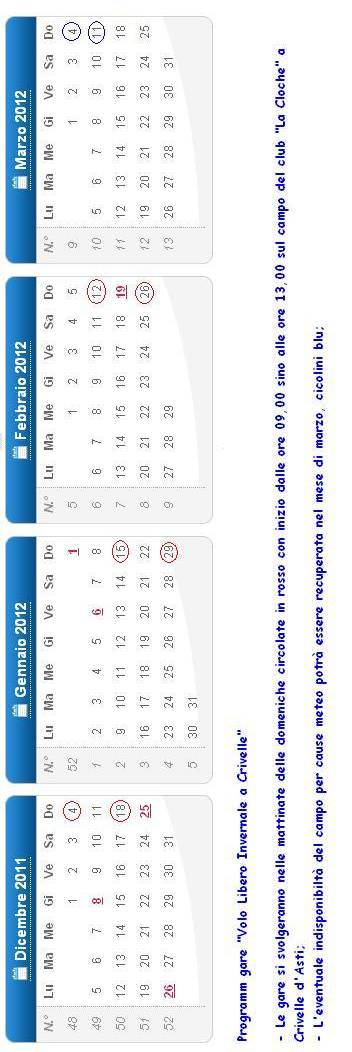 Dicembre 2011
N.° Lu Ma Me Gi Ve Sa Do
48 1 2 3 4
49 5 6 7 8 9 10 11
50 12 13 14 15 16 17 18
51 19 20 21 22 23 24 25
52 26 27 28 29 30 31
Gennaio 2012
N.° Lu Ma Me Gi Ve Sa Do
52 1
1 2 3 4 5 6 7 8
2 9 10 11 12 13 14 15
3 16 17 18 19 20 21 22
4 23 24 25 26 27 28 29
5 30 31
Febbraio 2012
N.° Lu Ma Me Gi Ve Sa Do
5 1 2 3 4 5
6 6 7 8 9 10 11 12
7 13 14 15 16 17 18 19
8 20 21 22 23 24 25 26
9 27 28 29
Marzo 2012
N.° Lu Ma Me Gi Ve Sa Do
9 1 2 3 4
10 5 6 7 8 9 10 11
11 12 13 14 15 16 17 18
12 19 20 21 22 23 24 25
13 26 27 28 29 30 31
Programm gare "Volo Libero Invernale a Crivelle"
- Le gare si svolgeranno nelle mattinate delle domeniche circolate in rosso con inizio dalle ore 09,00 sino alle ore 13,00 sul campo del club "La Cloche" a
Crivelle d'Asti;
- L'eventuale indisponibiltà del campo per cause meteo potrà essere recuperata nel mese di marzo, cicolini blu;